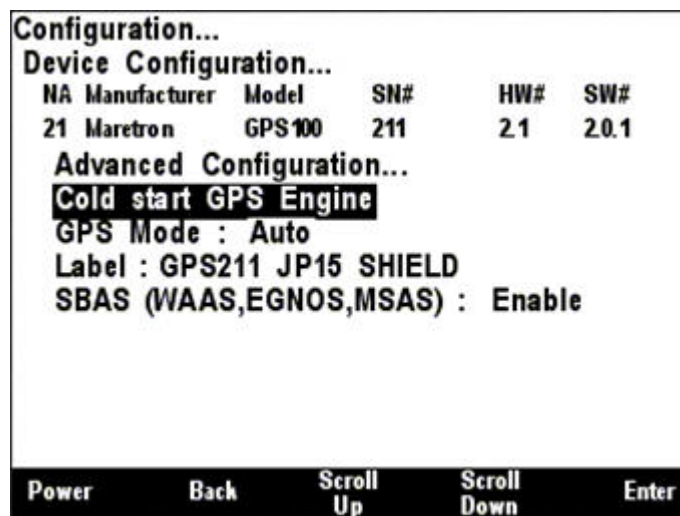 Configuration...
Device Configuration...
NA Manufacturer Model SN# HW# SW#
21 Maretron GPS100 211 2.1 2.0.1
Advanced Configuration...
Cold start GPS Engine
GPS Mode : Auto
Label : GPS211 JP15 SHIELD
SBAS (WAAS,EGNOS,MSAS) : Enable
Power Back Scroll Up Scroll Down Enter